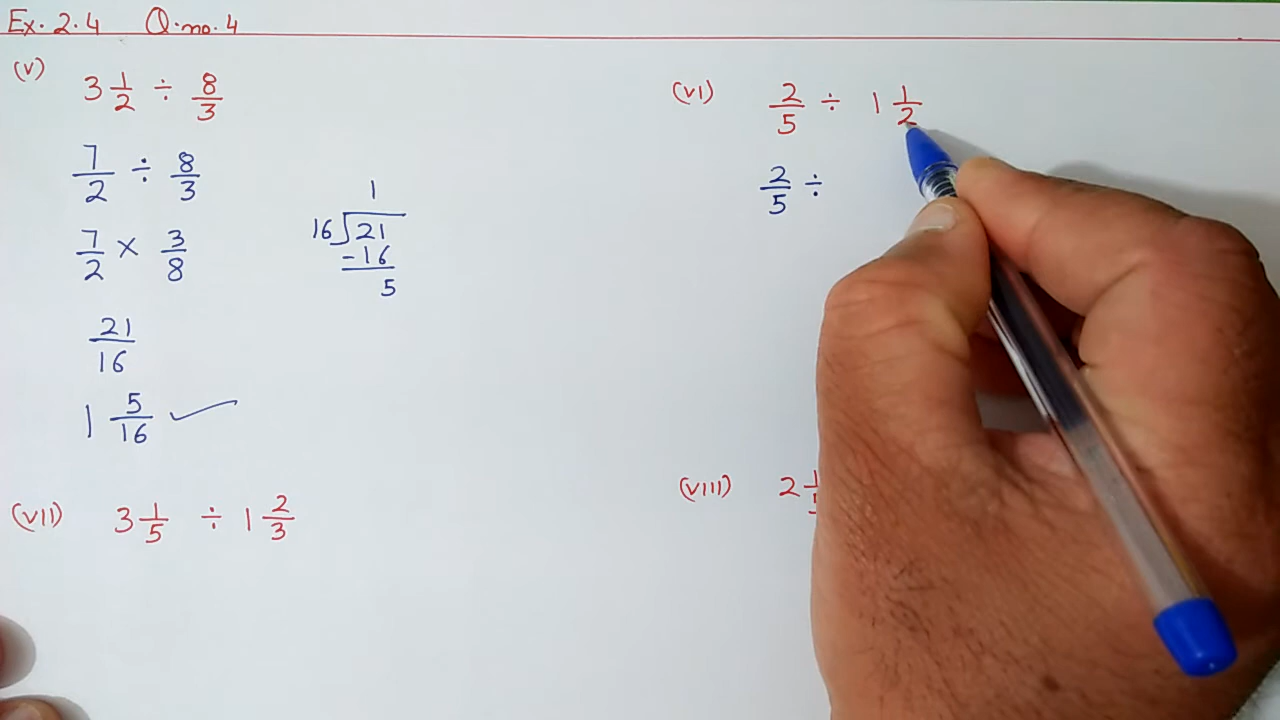 Ex. 2.4 Q.no.4
(v) 3 1/2 ÷ 8/3
7/2 ÷ 8/3
7/2 × 3/8
21/16
1 5/16 ✓
1
16 21
-16
5
(vi) 2/5 ÷ 1 1/2
2/5 ÷
(vii) 3 1/5 ÷ 1 2/3
(viii) 2